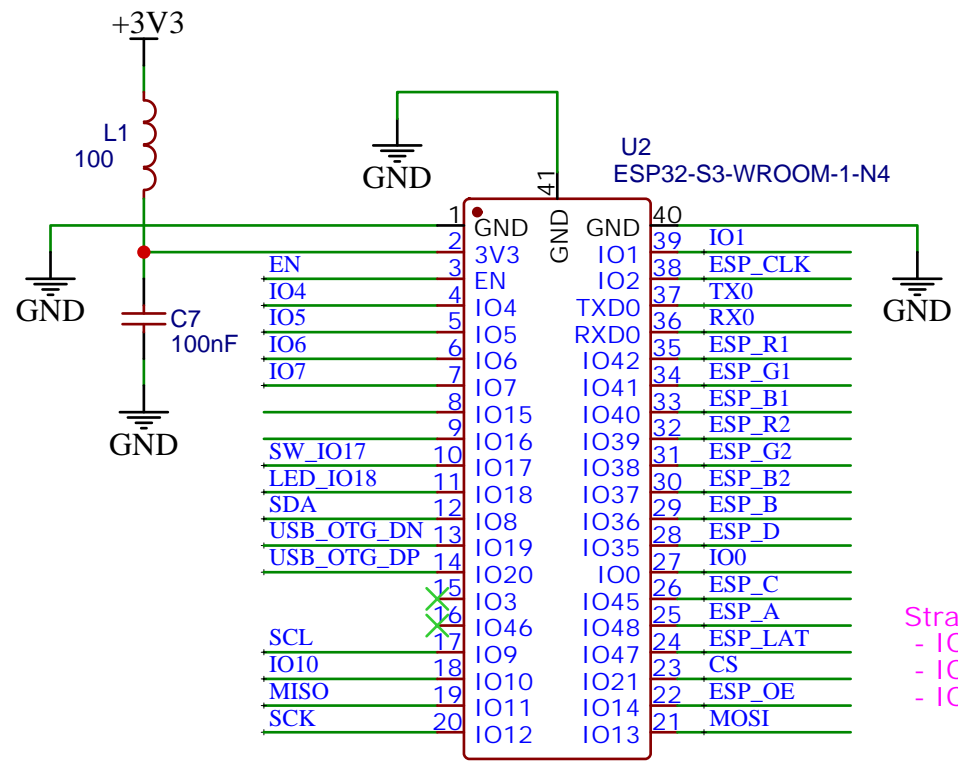 +3V3
L1
100
GND
U2
ESP32-S3-WROOM-1-N4
41
GND
1
GND
GND
40
GND
2
3V3
IO1
39
IO1
GND
EN
3
EN
IO2
38
ESP_CLK
GND
IO4
4
IO4
TXD0
37
TX0
C7
100nF
IO5
5
IO5
RXD0
36
RX0
IO6
6
IO6
IO42
35
ESP_R1
IO7
7
IO7
IO41
34
ESP_G1
8
IO15
IO40
33
ESP_B1
GND
9
IO16
IO39
32
ESP_R2
SW_IO17
10
IO17
IO38
31
ESP_G2
LED_IO18
11
IO18
IO37
30
ESP_B2
SDA
12
IO8
IO36
29
ESP_B
USB_OTG_DN
13
IO19
IO35
28
ESP_D
USB_OTG_DP
14
IO20
IO0
27
IO0
15
IO3
IO45
26
ESP_C
16
IO46
IO48
25
ESP_A
SCL
17
IO9
IO47
24
ESP_LAT
IO10
18
IO10
IO21
23
CS
MISO
19
IO11
IO14
22
ESP_OE
SCK
20
IO12
IO13
21
MOSI